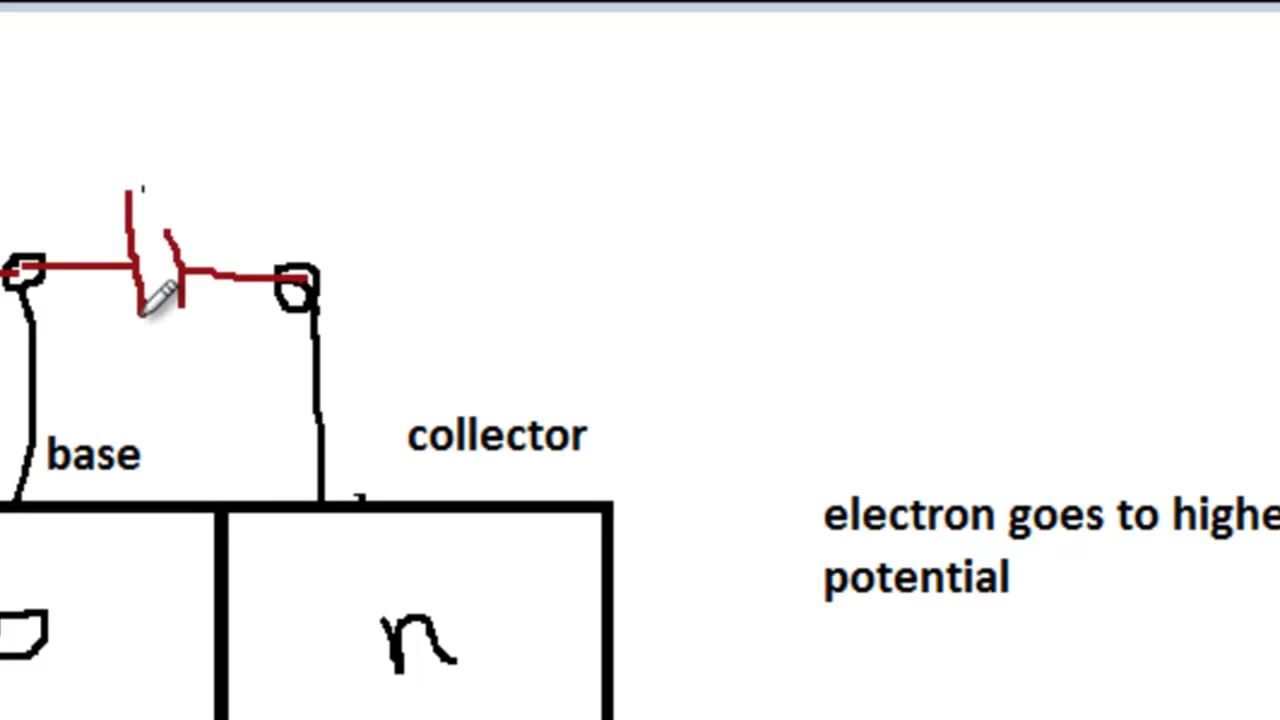 base
collector
electron goes to highe
potential
n